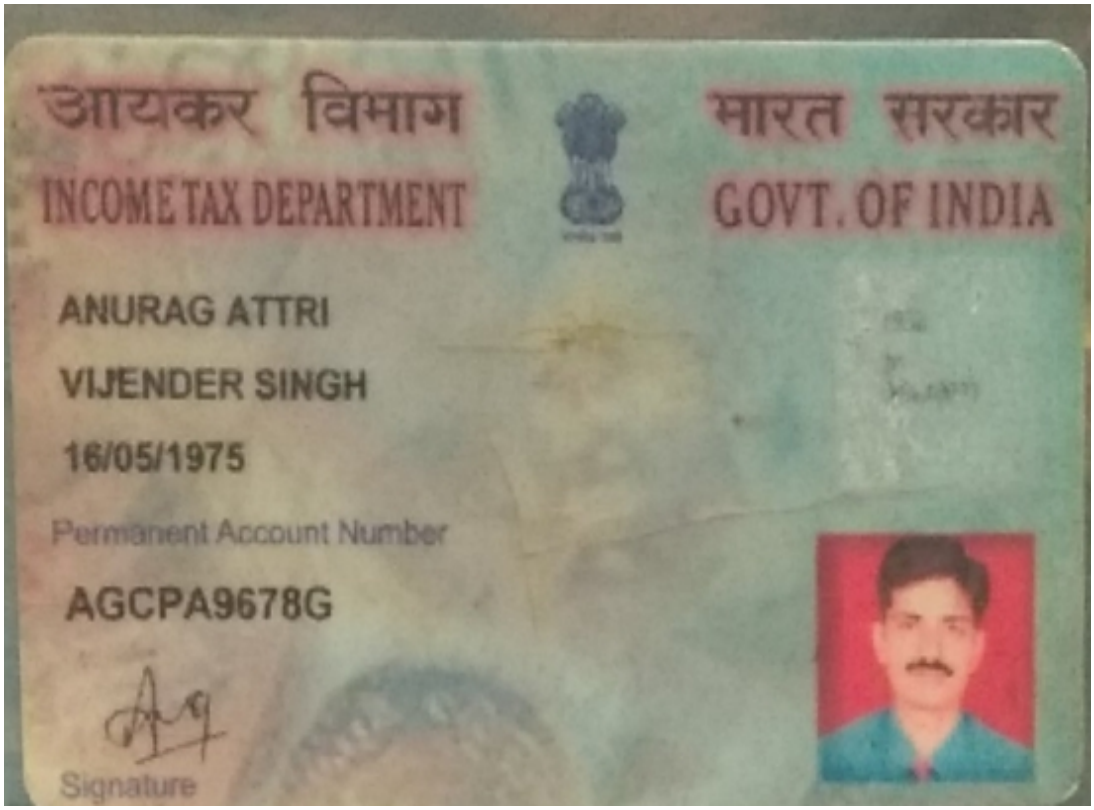 आयकर विभाग
INCOME TAX DEPARTMENT
भारत सरकार
GOVT. OF INDIA
ANURAG ATTRI
VIJENDER SINGH
16/05/1975
Permanent Account Number
AGCPA9678G
Signature